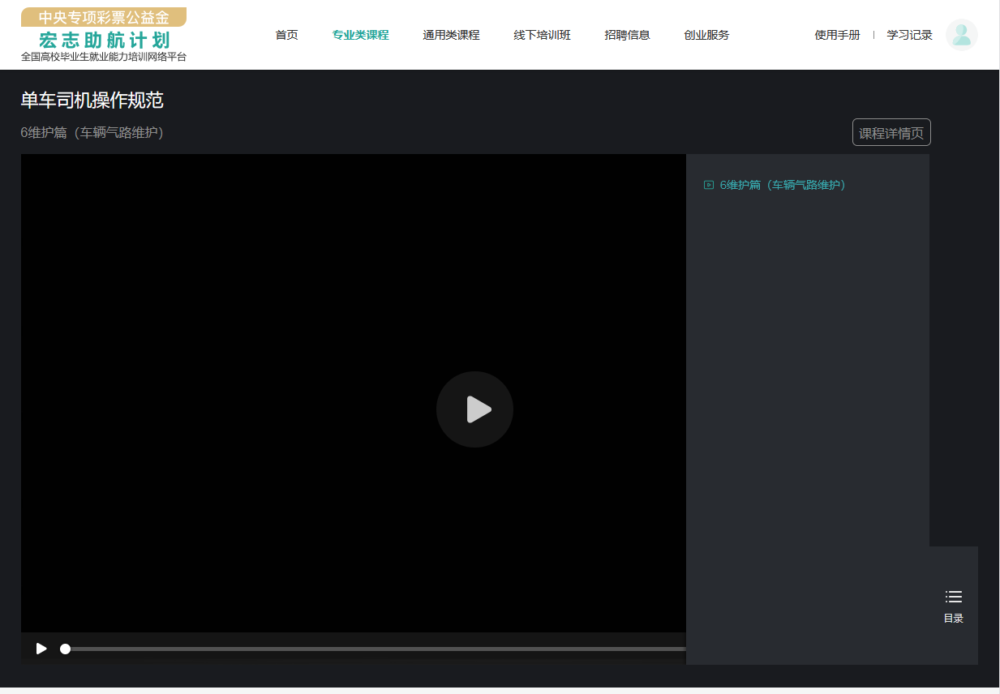 中央专项彩票公益金
宏志助航计划
全国高校毕业生就业能力培训网络平台
首页 专业类课程 通用类课程 线下培训班 招聘信息 创业服务 使用手册 学习记录
单车司机操作规范
6维护篇（车辆气路维护）
课程详情页
6维护篇（车辆气路维护）
目录